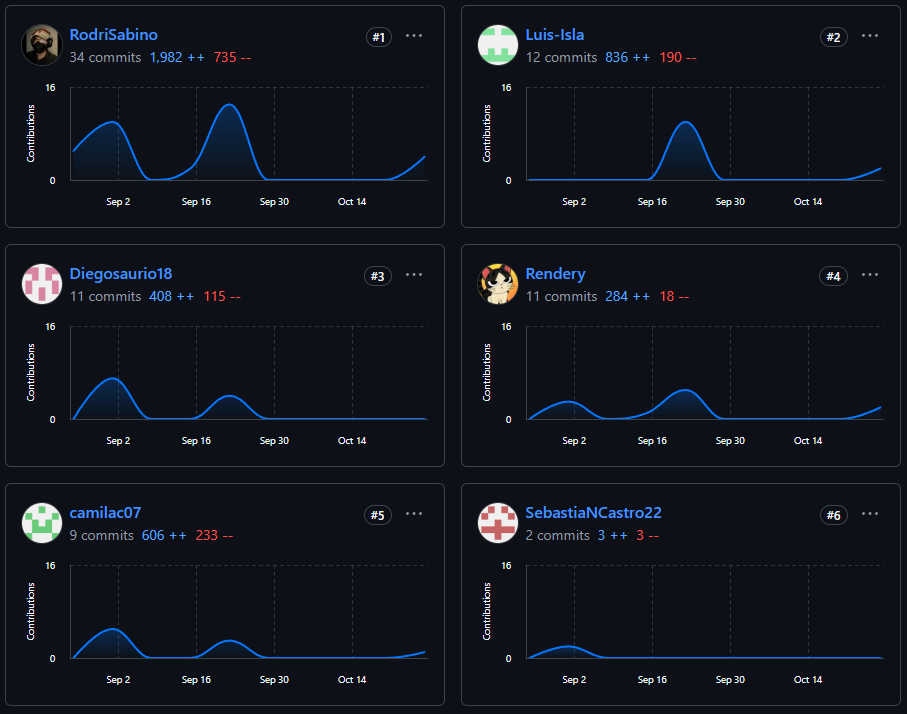 RodriSabino #1 ···
34 commits 1,982 ++ 735 --
16
Contributions
0
Sep 2 Sep 16 Sep 30 Oct 14
Luis-Isla #2 ···
12 commits 836 ++ 190 --
16
Contributions
0
Sep 2 Sep 16 Sep 30 Oct 14
Diegosaurio18 #3 ···
11 commits 408 ++ 115 --
16
Contributions
0
Sep 2 Sep 16 Sep 30 Oct 14
Rendery #4 ···
11 commits 284 ++ 18 --
16
Contributions
0
Sep 2 Sep 16 Sep 30 Oct 14
camilac07 #5 ···
9 commits 606 ++ 233 --
16
Contributions
0
Sep 2 Sep 16 Sep 30 Oct 14
SebastiaNCastro22 #6 ···
2 commits 3 ++ 3 --
16
Contributions
0
Sep 2 Sep 16 Sep 30 Oct 14